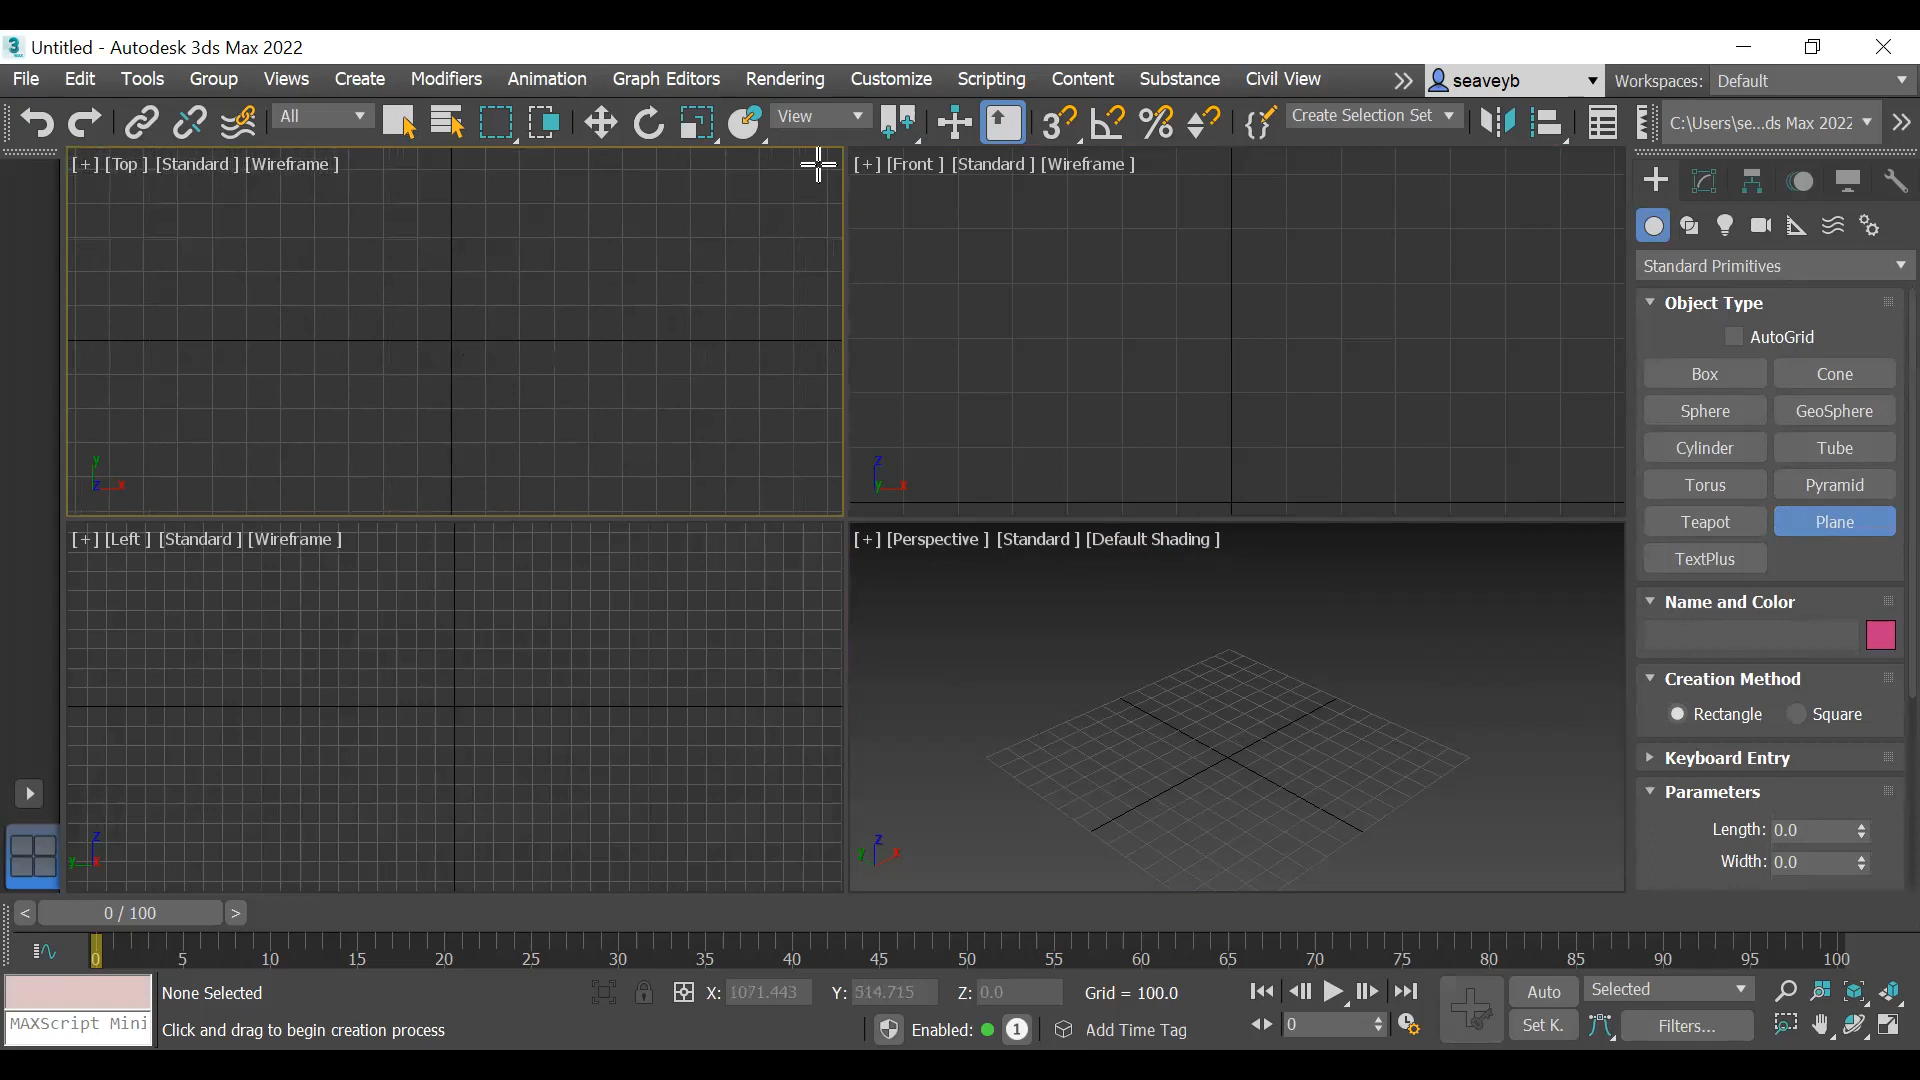 Untitled - Autodesk 3ds Max 2022
File Edit Tools Group Views Create Modifiers Animation Graph Editors Rendering Customize Scripting Content Substance Civil View seaveyb Workspaces: Default
All View 3 Create Selection Set C:\Users\se...ds Max 2022
[+] [Top ] [Standard ] [Wireframe ]
[+] [Front ] [Standard ] [Wireframe ]
Standard Primitives
Object Type
AutoGrid
Box Cone
Sphere GeoSphere
Cylinder Tube
Torus Pyramid
Teapot Plane
TextPlus
y
z x
z
y x
[+] [Left ] [Standard ] [Wireframe ]
[+] [Perspective ] [Standard ] [Default Shading ]
Name and Color
Creation Method
Rectangle Square
Keyboard Entry
Parameters
Length: 0.0
Width: 0.0
z
y x
z
y x
< 0 / 100 >
0 5 10 15 20 25 30 35 40 45 50 55 60 65 70 75 80 85 90 95 100
None Selected X: 1071.443 Y: 514.715 Z: 0.0 Grid = 100.0 Auto Selected
MAXScript Mini Click and drag to begin creation process Enabled: 1 Add Time Tag 0 Set K. Filters...